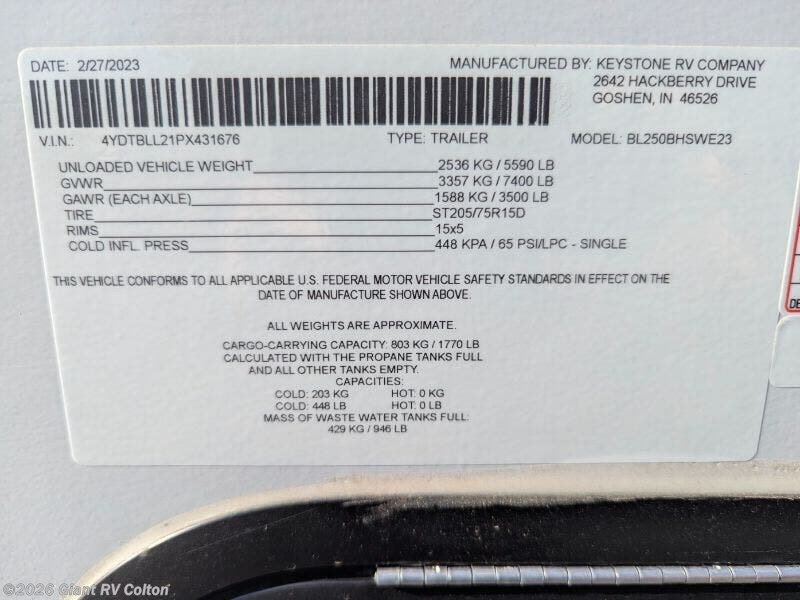 DATE: 2/27/2023
MANUFACTURED BY: KEYSTONE RV COMPANY
2642 HACKBERRY DRIVE
GOSHEN, IN 46526
V.I.N.: 4YDTBLL21PX431676 TYPE: TRAILER MODEL: BL250BHSWE23
UNLOADED VEHICLE WEIGHT 2536 KG / 5590 LB
GVWR 3357 KG / 7400 LB
GAWR (EACH AXLE) 1588 KG / 3500 LB
TIRE ST205/75R15D
RIMS 15x5
COLD INFL. PRESS 448 KPA / 65 PSI/LPC - SINGLE
THIS VEHICLE CONFORMS TO ALL APPLICABLE U.S. FEDERAL MOTOR VEHICLE SAFETY STANDARDS IN EFFECT ON THE
DATE OF MANUFACTURE SHOWN ABOVE.
ALL WEIGHTS ARE APPROXIMATE.
CARGO-CARRYING CAPACITY: 803 KG / 1770 LB
CALCULATED WITH THE PROPANE TANKS FULL
AND ALL OTHER TANKS EMPTY.
CAPACITIES:
COLD: 203 KG HOT: 0 KG
COLD: 448 LB HOT: 0 LB
MASS OF WASTE WATER TANKS FULL:
429 KG / 946 LB
DE
©2026 Giant RV Colton